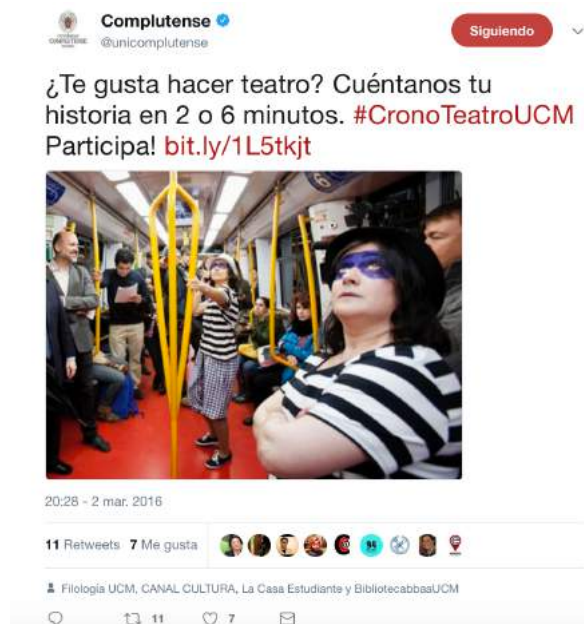 Complutense
@unicomplutense
Siguiendo
¿Te gusta hacer teatro? Cuéntanos tu
historia en 2 o 6 minutos. #CronoTeatroUCM
Participa! bit.ly/1L5tkjt
20:28 - 2 mar. 2016
11 Retweets 7 Me gusta
Filología UCM, CANAL CULTURA, La Casa Estudiante y BibliotecabbaaUCM
11 7